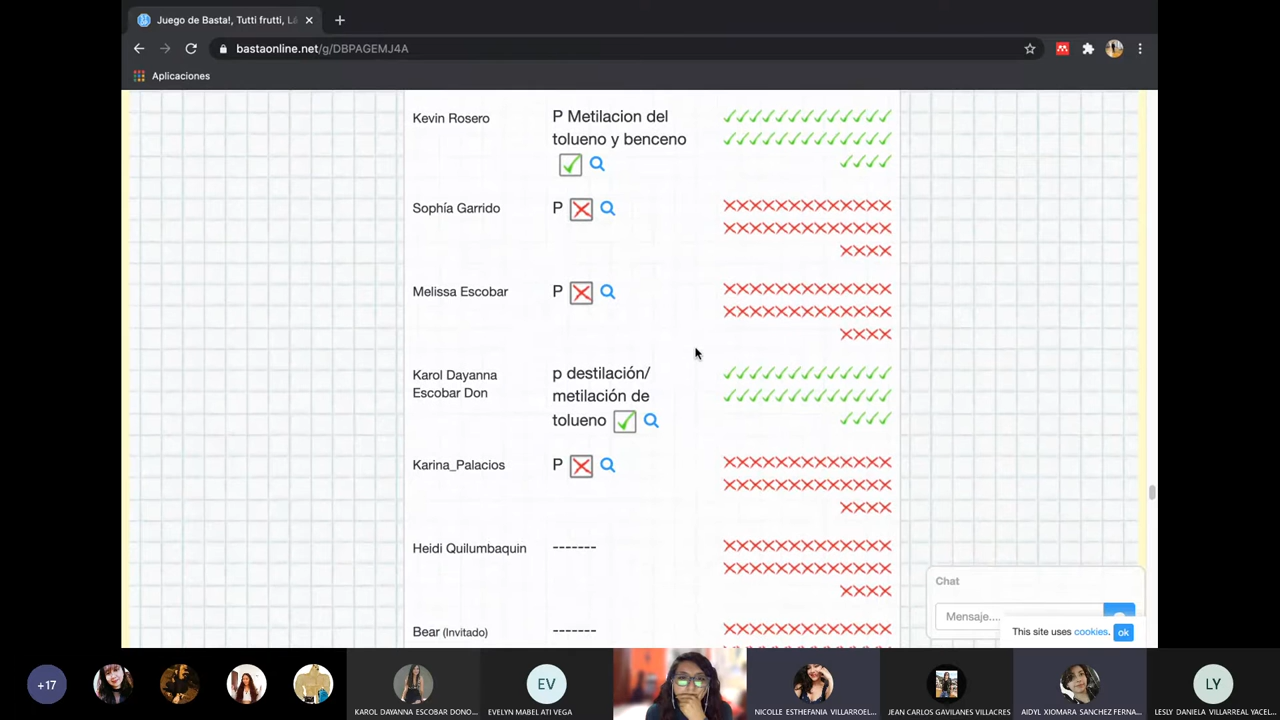 Juego de Basta!, Tutti frutti, Lá
bastaonline.net/g/DBPAGEMJ4A
Aplicaciones
Kevin Rosero
P Metilacion del
tolueno y benceno
Sophía Garrido
P
Melissa Escobar
P
Karol Dayanna
Escobar Don
p destilación/
metilación de
tolueno
Karina_Palacios
P
Heidi Quilumbaquin
-------
Bear (Invitado)
-------
Chat
Mensaje....
This site uses cookies. ok
+17
KAROL DAYANNA ESCOBAR DONO...
EV
EVELYN MABEL ATI VEGA
NICOLLE ESTHEFANIA VILLARROEL...
JEAN CARLOS GAVILANES VILLACRES
AIDYL XIOMARA SANCHEZ FERNA...
LY
LESLY DANIELA VILLARREAL YACEL...